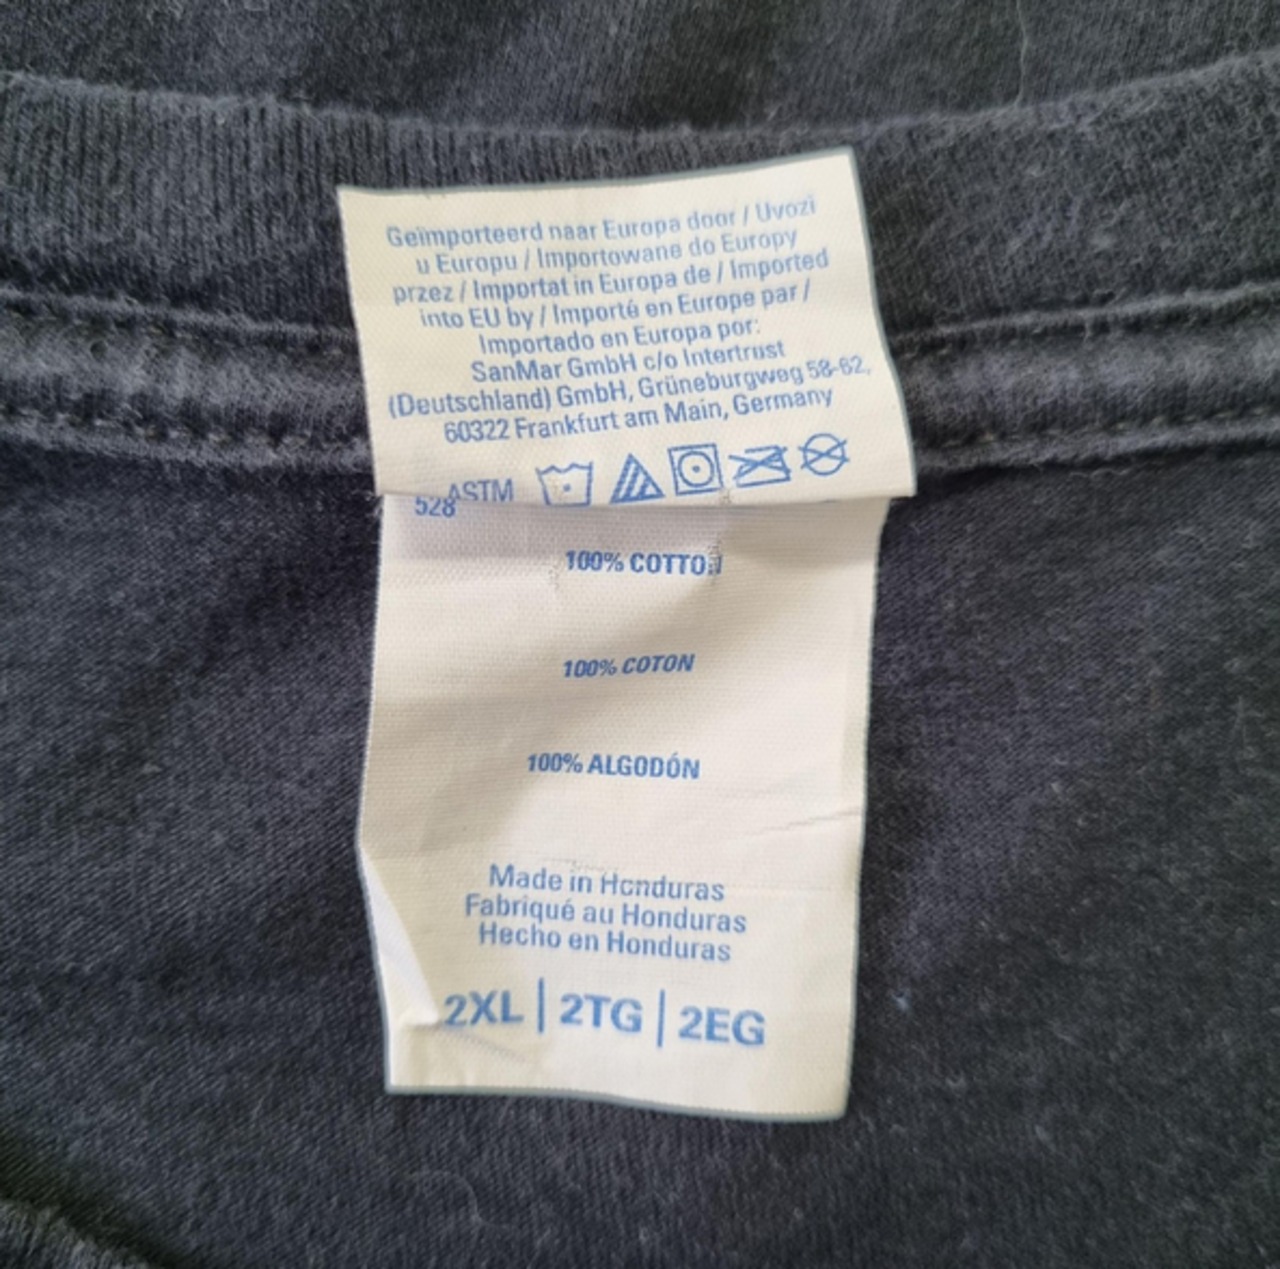 Geïmporteerd naar Europa door / Uvozi
u Europu / Importowane do Europy
przez / Importat in Europa de / Imported
into EU by / Importé en Europe par /
Importado en Europa por:
SanMar GmbH c/o Intertrust
(Deutschland) GmbH, Grüneburgweg 58-62,
60322 Frankfurt am Main, Germany
ASTM
528
100% COTTON
100% COTON
100% ALGODÓN
Made in Honduras
Fabriqué au Honduras
Hecho en Honduras
2XL | 2TG | 2EG